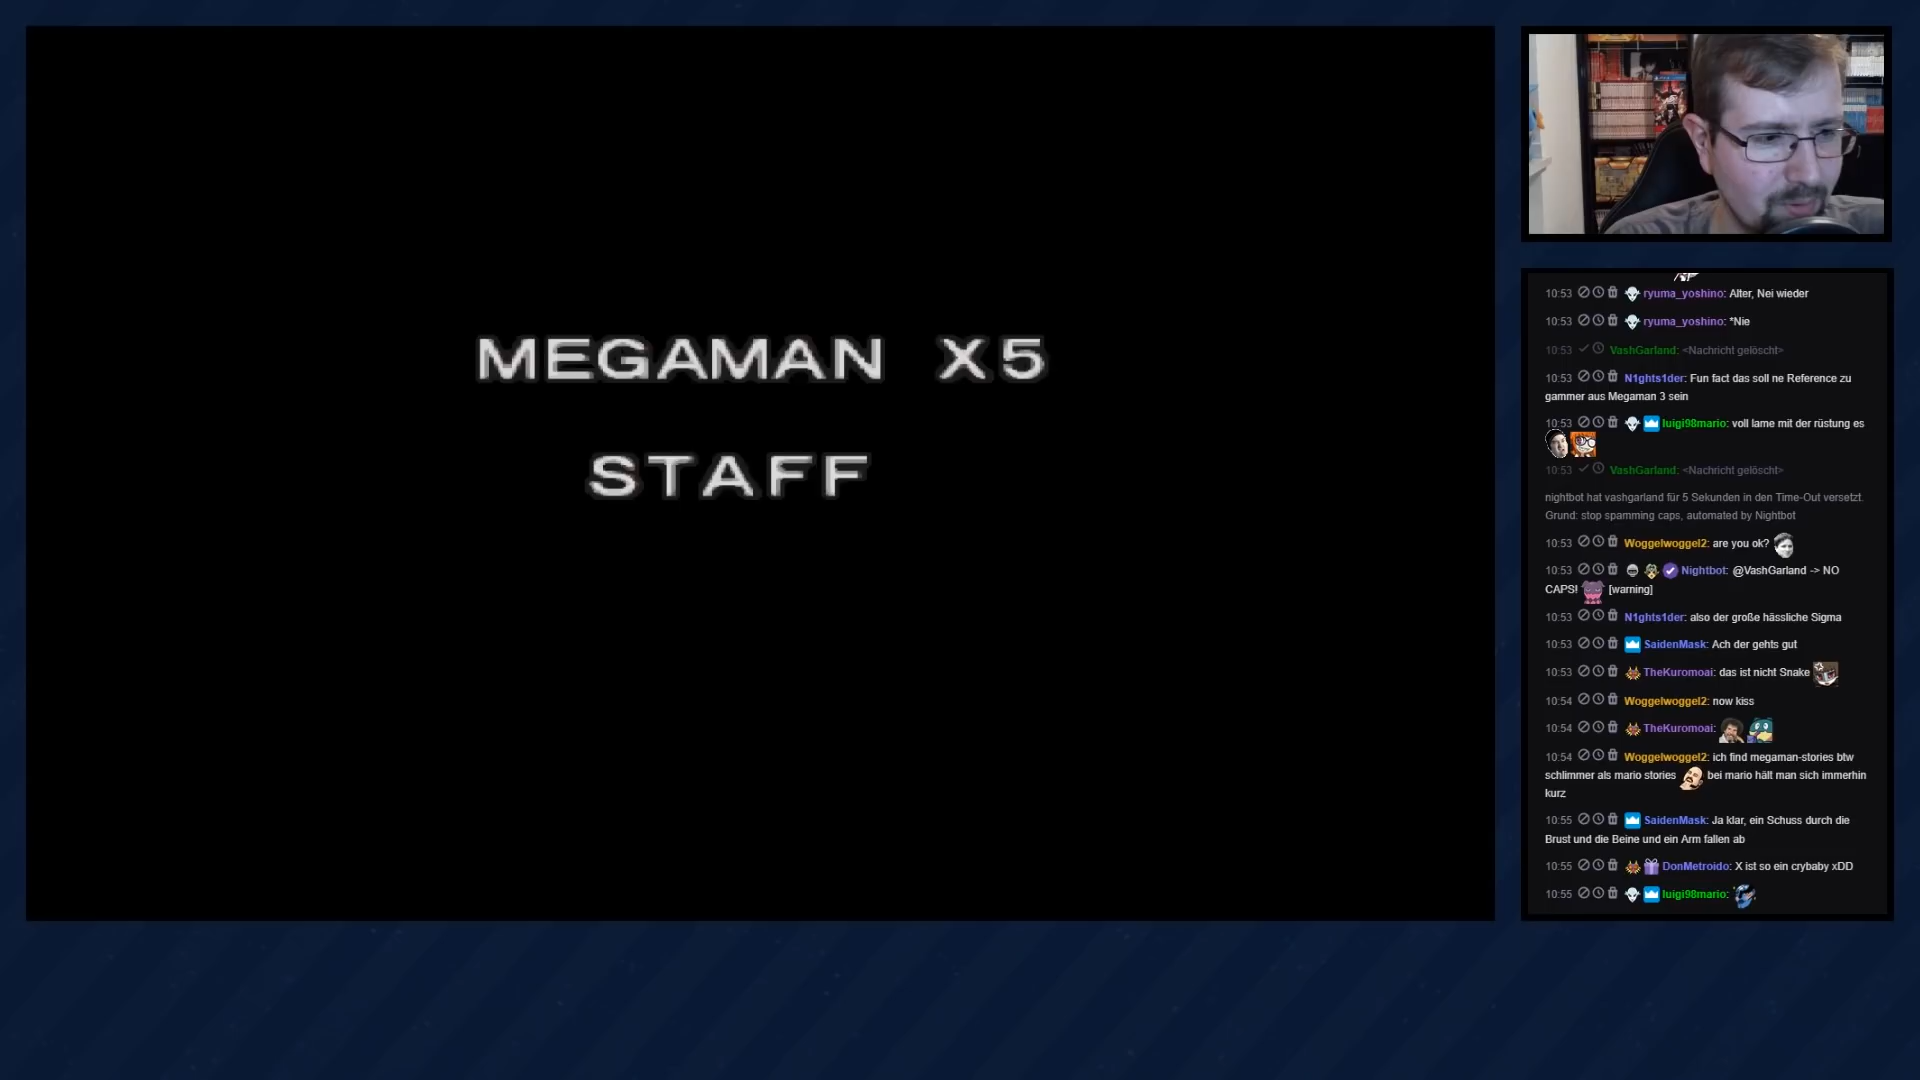 MEGAMAN X5
STAFF
10:53 ryuma_yoshino: Alter, Nei wieder
10:53 ryuma_yoshino: *Nie
10:53 VashGarland: <Nachricht gelöscht>
10:53 N1ghts1der: Fun fact das soll ne Reference zu
gammer aus Megaman 3 sein
10:53 luigi98mario: voll lame mit der rüstung es
10:53 VashGarland: <Nachricht gelöscht>
nightbot hat vashgarland für 5 Sekunden in den Time-Out versetzt.
Grund: stop spamming caps, automated by Nightbot
10:53 Woggelwoggel2: are you ok?
10:53 Nightbot: @VashGarland -> NO
CAPS! [warning]
10:53 N1ghts1der: also der große hässliche Sigma
10:53 SaidenMask: Ach der gehts gut
10:53 TheKuromoai: das ist nicht Snake
10:54 Woggelwoggel2: now kiss
10:54 TheKuromoai:
10:54 Woggelwoggel2: ich find megaman-stories btw
schlimmer als mario stories bei mario hält man sich immerhin
kurz
10:55 SaidenMask: Ja klar, ein Schuss durch die
Brust und die Beine und ein Arm fallen ab
10:55 DonMetroido: X ist so ein crybaby xDD
10:55 luigi98mario: